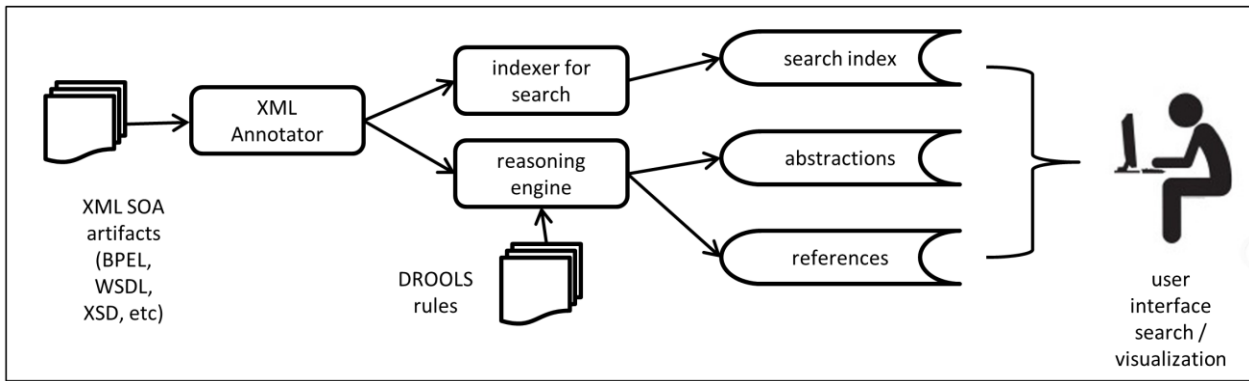 XML SOA
artifacts
(BPEL,
WSDL,
XSD, etc)
XML
Annotator
indexer for
search
reasoning
engine
DROOLS
rules
search index
abstractions
references
user
interface
search /
visualization